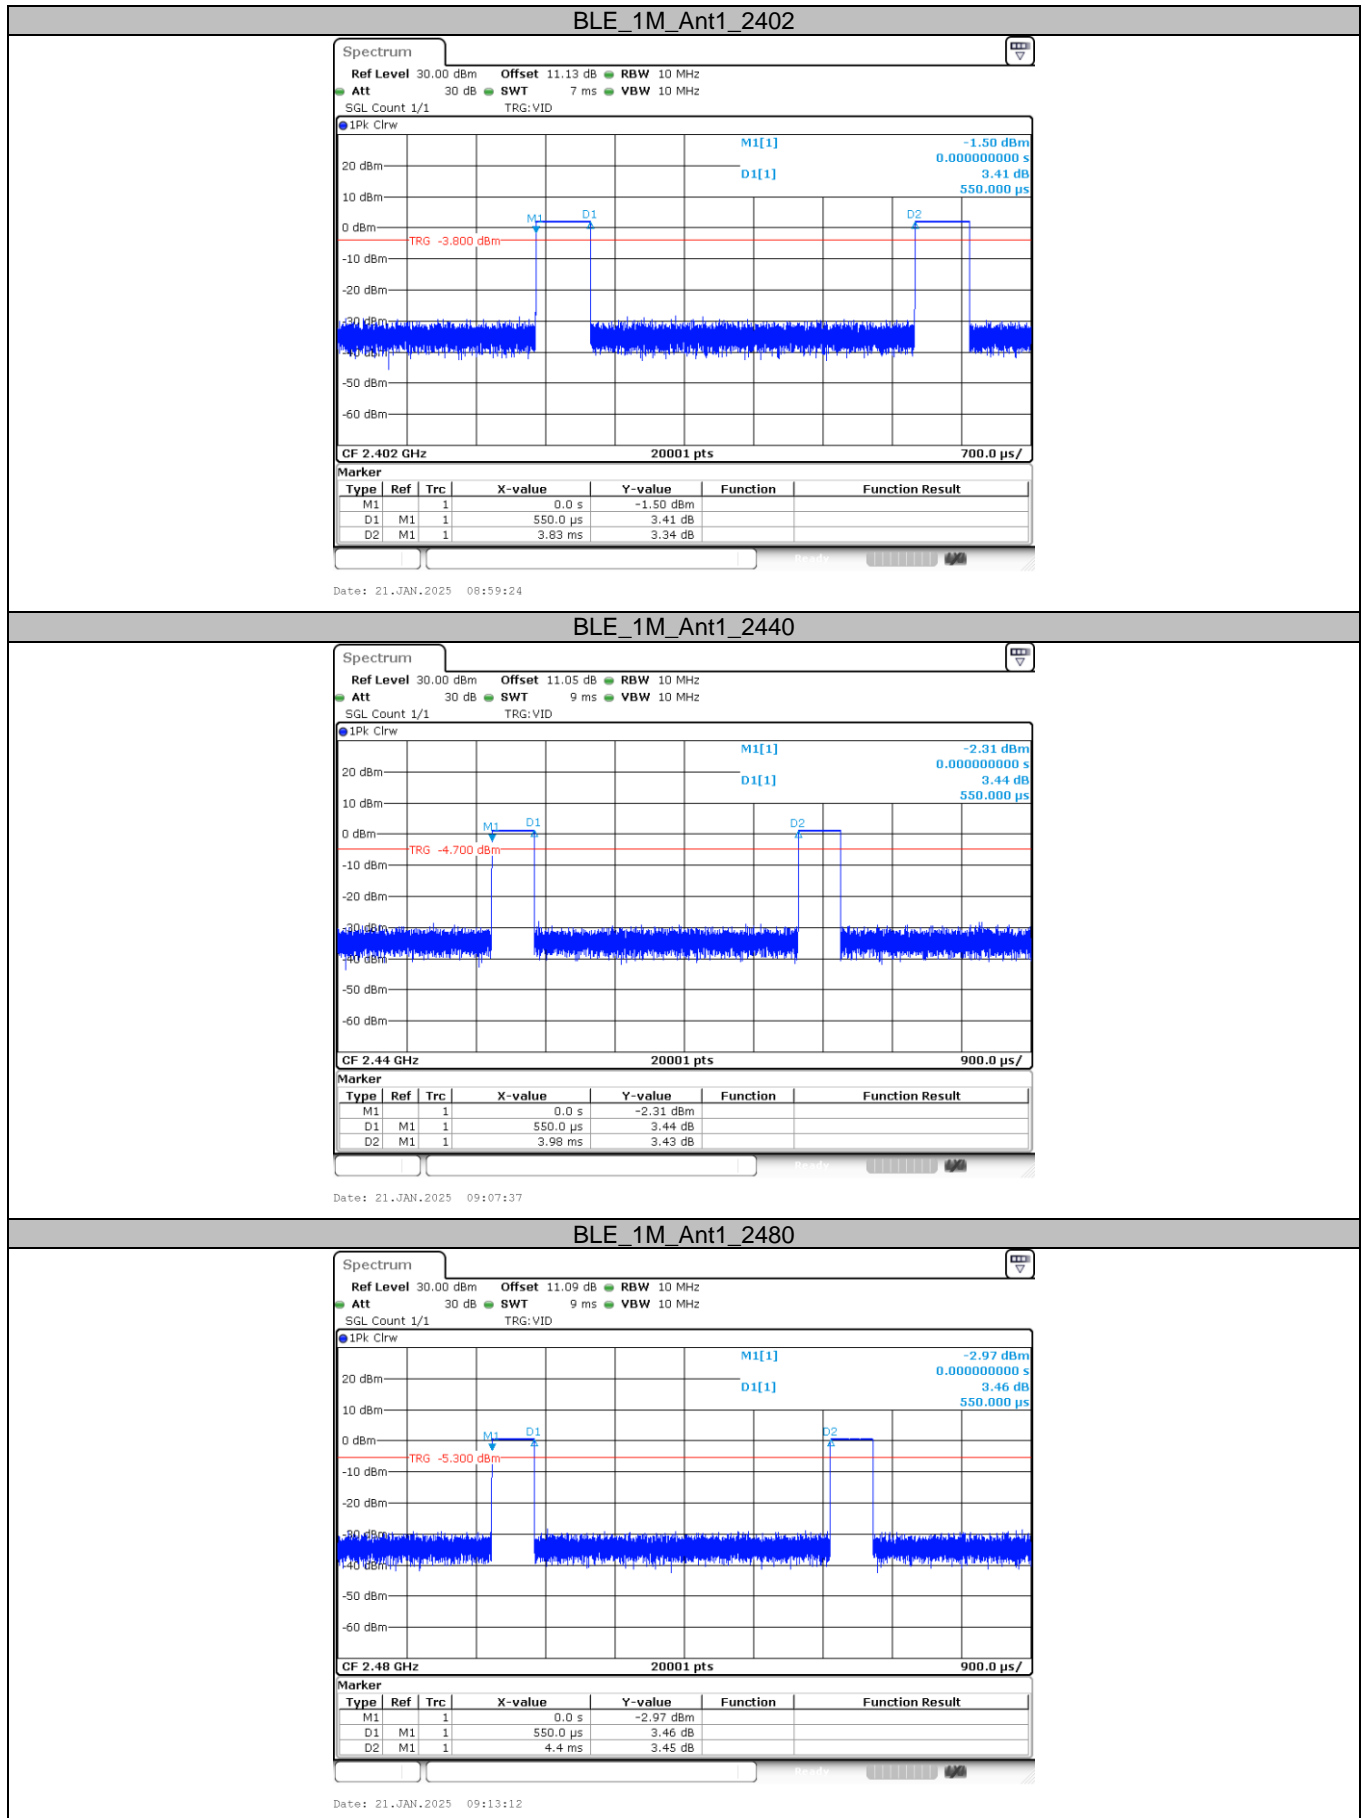 BLE_1M_Ant1_2402
Spectrum
Ref Level 30.00 dBm Offset 11.13 dB RBW 10 MHz
Att 30 dB SWT 7 ms VBW 10 MHz
SGL Count 1/1 TRG:VID
1Pk Clrw
M1[1] -1.50 dBm
0.000000000 s
D1[1] 3.41 dB
550.000 µs
20 dBm
10 dBm
M1 D1 D2
0 dBm
TRG -3.800 dBm
-10 dBm
-20 dBm
-30 dBm
-40 dBm
-50 dBm
-60 dBm
CF 2.402 GHz 20001 pts 700.0 µs/
Marker
Type Ref Trc X-value Y-value Function Function Result
M1 1 0.0 s -1.50 dBm
D1 M1 1 550.0 µs 3.41 dB
D2 M1 1 3.83 ms 3.34 dB
Ready
Date: 21.JAN.2025 08:59:24
BLE_1M_Ant1_2440
Spectrum
Ref Level 30.00 dBm Offset 11.05 dB RBW 10 MHz
Att 30 dB SWT 9 ms VBW 10 MHz
SGL Count 1/1 TRG:VID
1Pk Clrw
M1[1] -2.31 dBm
0.000000000 s
D1[1] 3.44 dB
550.000 µs
20 dBm
10 dBm
M1 D1 D2
0 dBm
TRG -4.700 dBm
-10 dBm
-20 dBm
-30 dBm
-40 dBm
-50 dBm
-60 dBm
CF 2.44 GHz 20001 pts 900.0 µs/
Marker
Type Ref Trc X-value Y-value Function Function Result
M1 1 0.0 s -2.31 dBm
D1 M1 1 550.0 µs 3.44 dB
D2 M1 1 3.98 ms 3.43 dB
Ready
Date: 21.JAN.2025 09:07:37
BLE_1M_Ant1_2480
Spectrum
Ref Level 30.00 dBm Offset 11.09 dB RBW 10 MHz
Att 30 dB SWT 9 ms VBW 10 MHz
SGL Count 1/1 TRG:VID
1Pk Clrw
M1[1] -2.97 dBm
0.000000000 s
D1[1] 3.46 dB
550.000 µs
20 dBm
10 dBm
M1 D1 D2
0 dBm
TRG -5.300 dBm
-10 dBm
-20 dBm
-30 dBm
-40 dBm
-50 dBm
-60 dBm
CF 2.48 GHz 20001 pts 900.0 µs/
Marker
Type Ref Trc X-value Y-value Function Function Result
M1 1 0.0 s -2.97 dBm
D1 M1 1 550.0 µs 3.46 dB
D2 M1 1 4.4 ms 3.45 dB
Ready
Date: 21.JAN.2025 09:13:12